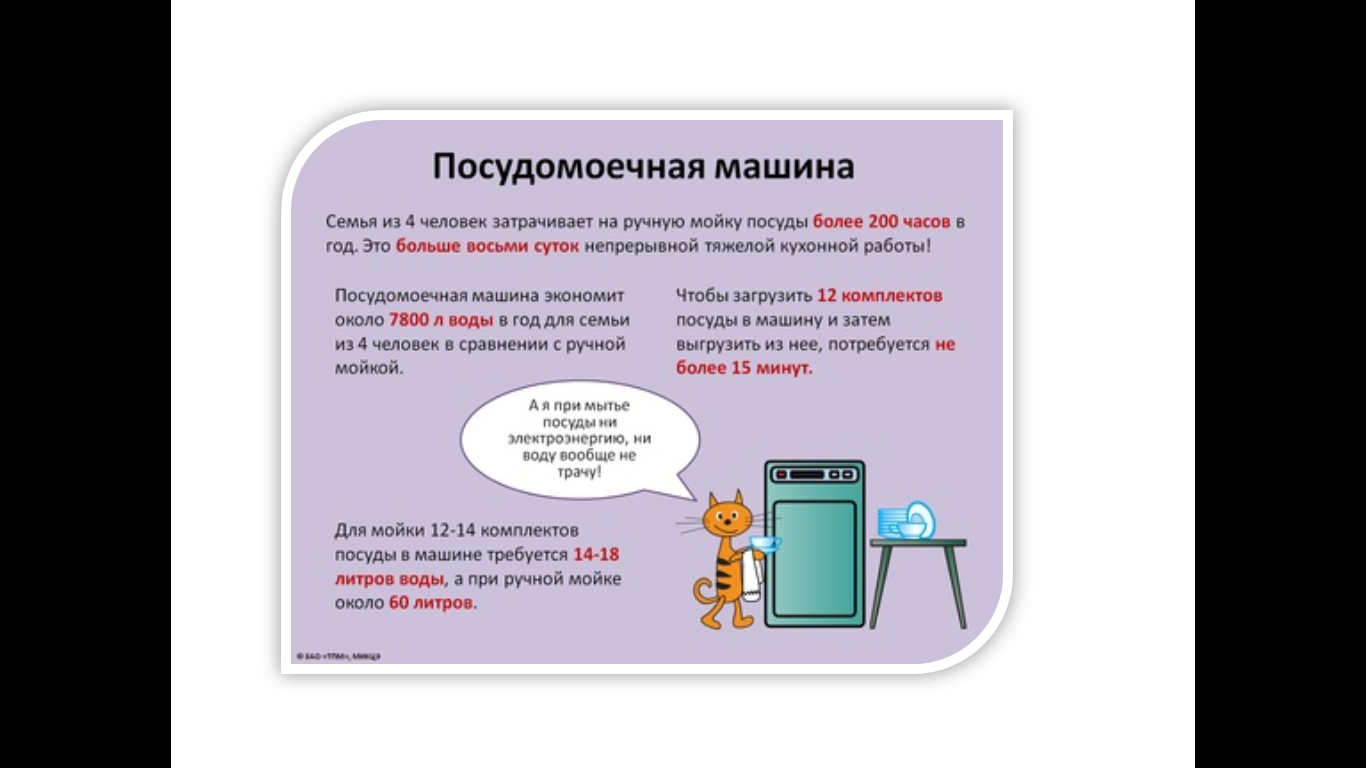 Посудомоечная машина
Семья из 4 человек затрачивает на ручную мойку посуды более 200 часов в
год. Это больше восьми суток непрерывной тяжелой кухонной работы!
Посудомоечная машина экономит
около 7800 л воды в год для семьи
из 4 человек в сравнении с ручной
мойкой.
Чтобы загрузить 12 комплектов
посуды в машину и затем
выгрузить из нее, потребуется не
более 15 минут.
А я при мытье
посуды ни
электроэнергию, ни
воду вообще не
трачу!
Для мойки 12-14 комплектов
посуды в машине требуется 14-18
литров воды, а при ручной мойке
около 60 литров.
© ЗАО «ТПМ», МИКЦЭ